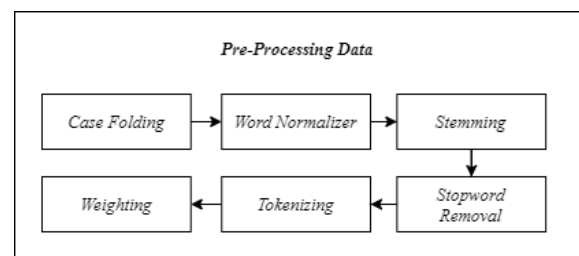 Pre-Processing Data
Case Folding
Word Normalizer
Stemming
Stopword
Removal
Tokenizing
Weighting